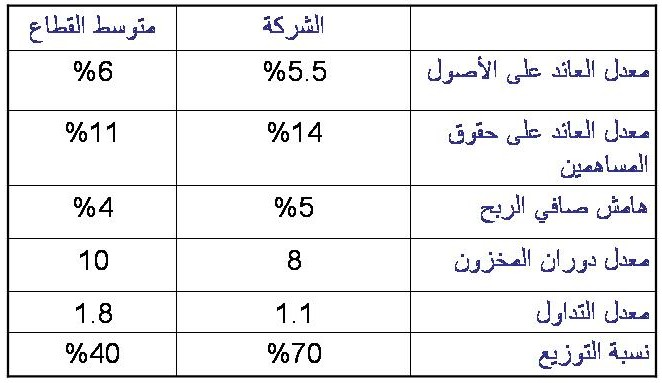 الشركة متوسط القطاع
معدل العائد على الأصول %5.5 %6
معدل العائد على حقوق %14 %11
المساهمين
هامش صافي الربح %5 %4
معدل دوران المخزون 8 10
معدل التداول 1.1 1.8
نسبة التوزيع %70 %40